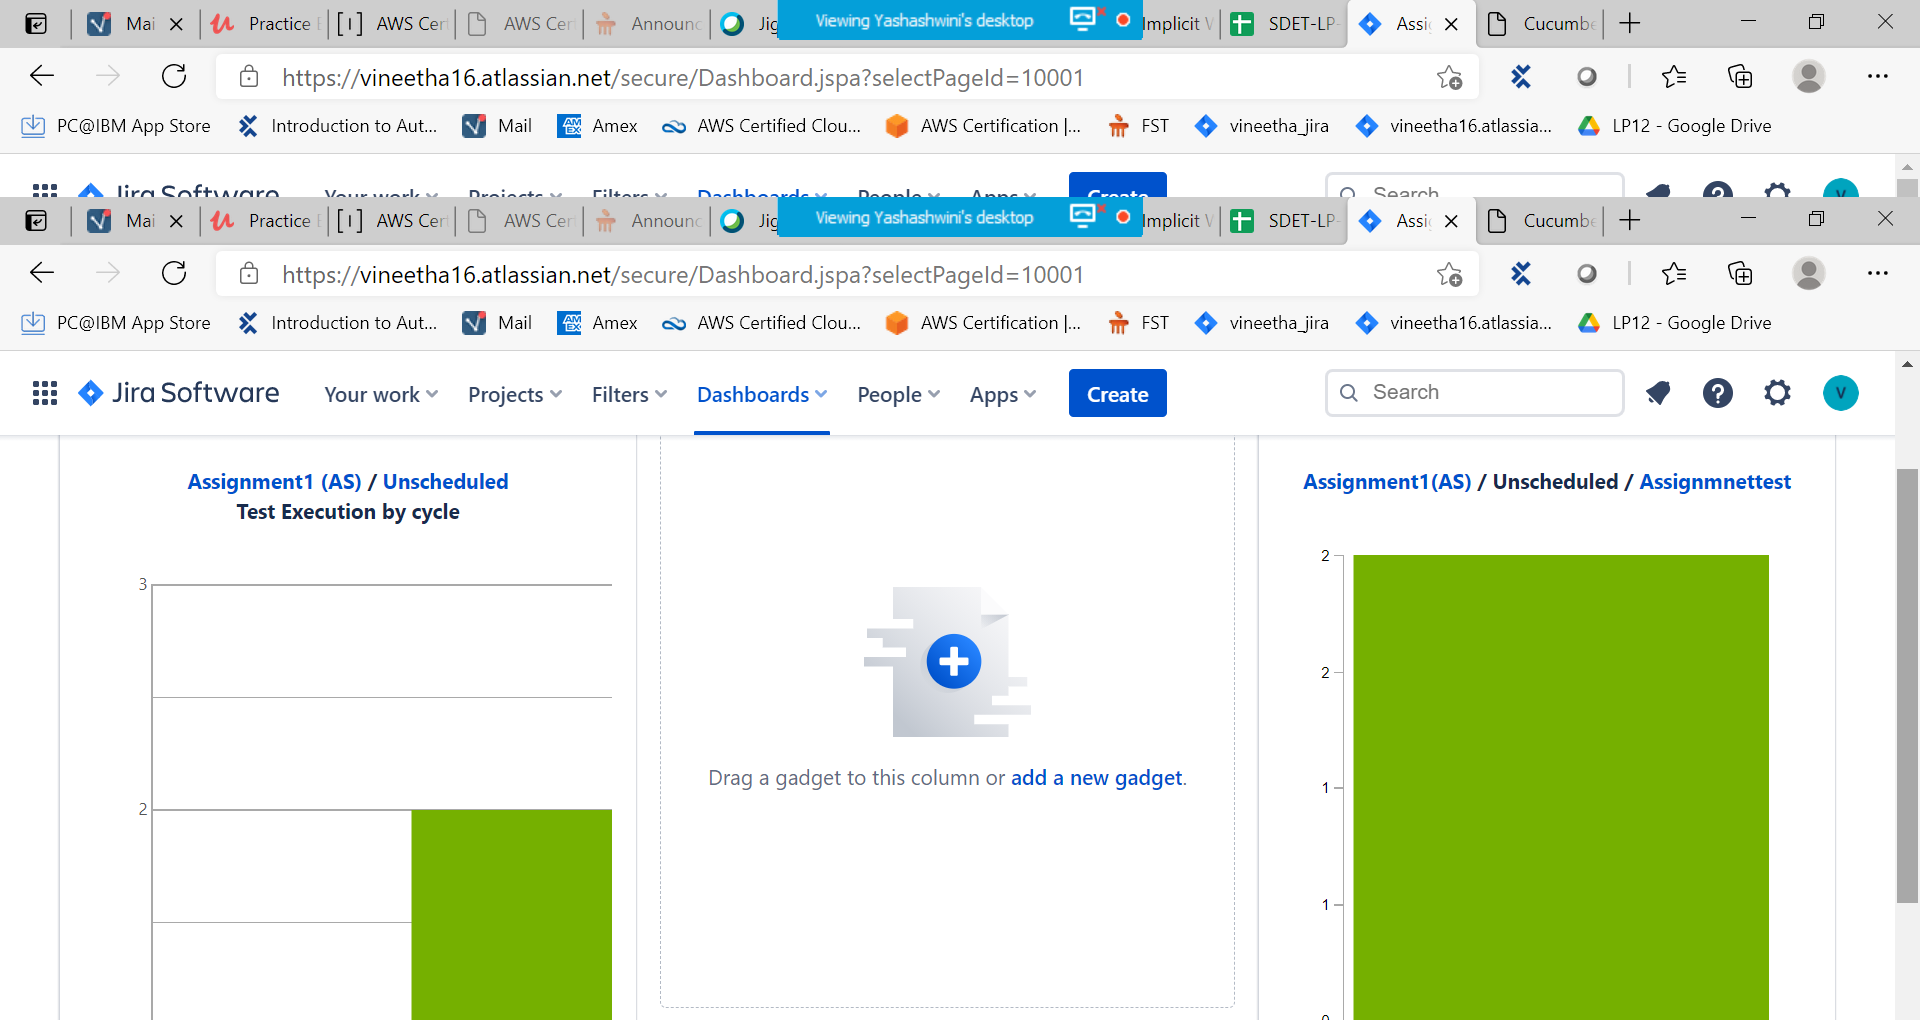 Mai
Practice E
[I] AWS Cer
AWS Cer
Announc
Jig
Viewing Yashashwini's desktop
Implicit
SDET-LP-
Assi
Cucumbe
https://vineetha16.atlassian.net/secure/Dashboard.jspa?selectPageId=10001
PC@IBM App Store
Introduction to Aut...
Mail
AM
EX
Amex
AWS Certified Clou...
AWS Certification |...
FST
vineetha_jira
vineetha16.atlassia...
LP12 - Google Drive
Jira Software
Your work
Projects
Filters
Dashboards
People
Apps
Create
Search
V
Mai
Practice E
[I] AWS Cer
AWS Cer
Announc
Jig
Viewing Yashashwini's desktop
Implicit
SDET-LP-
Assi
Cucumbe
https://vineetha16.atlassian.net/secure/Dashboard.jspa?selectPageId=10001
PC@IBM App Store
Introduction to Aut...
Mail
AM
EX
Amex
AWS Certified Clou...
AWS Certification |...
FST
vineetha_jira
vineetha16.atlassia...
LP12 - Google Drive
Jira Software
Your work
Projects
Filters
Dashboards
People
Apps
Create
Search
V
Assignment1 (AS) / Unscheduled
Test Execution by cycle
3
2
Drag a gadget to this column or add a new gadget.
Assignment1(AS) / Unscheduled / Assignmnettest
2
2
1
1
0